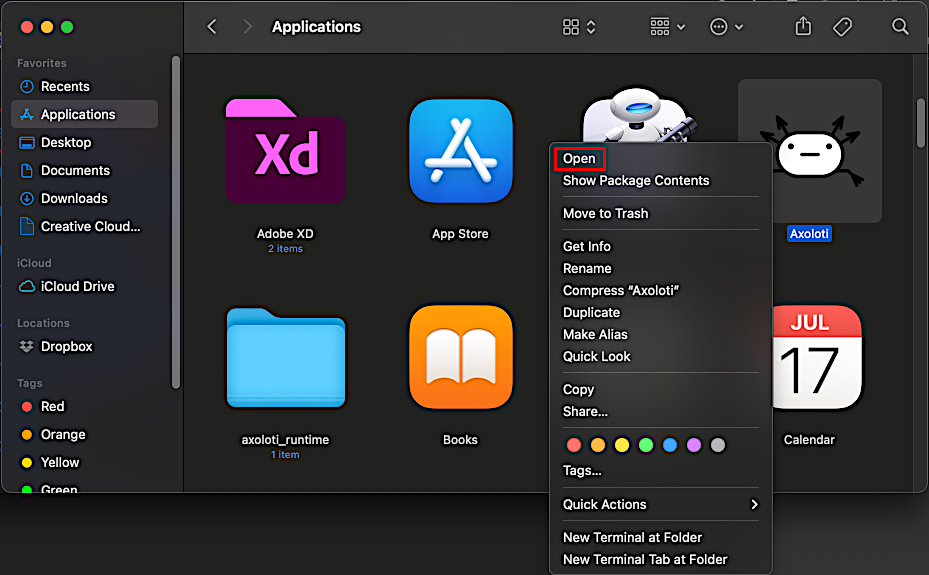 Applications
Favorites
Recents
Applications
Desktop
Documents
Downloads
Creative Cloud...
iCloud
iCloud Drive
Locations
Dropbox
Tags
Red
Orange
Yellow
Green
Xd
Adobe XD
2 items
App Store
Axoloti
axoloti_runtime
1 item
Books
JUL
17
Calendar
Open
Show Package Contents
Move to Trash
Get Info
Rename
Compress “Axoloti”
Duplicate
Make Alias
Quick Look
Copy
Share...
Tags...
Quick Actions
New Terminal at Folder
New Terminal Tab at Folder